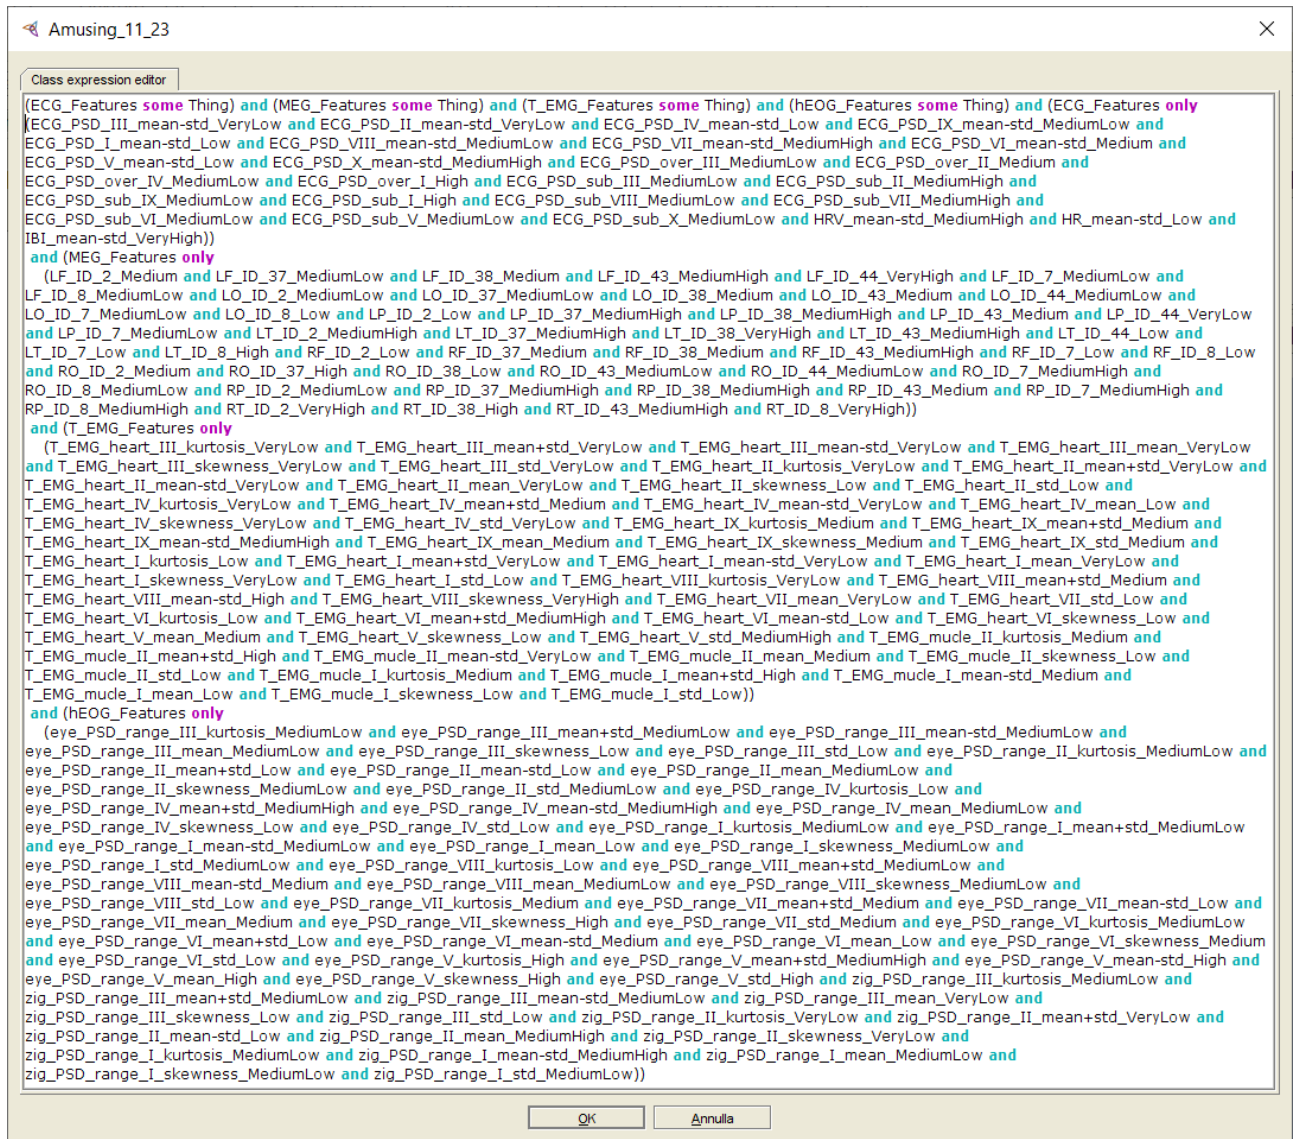 Amusing_11_23
Class expression editor
(ECG_Features some Thing) and (MEG_Features some Thing) and (T_EMG_Features some Thing) and (hEOG_Features some Thing) and (ECG_Features only
(ECG_PSD_III_mean-std_VeryLow and ECG_PSD_II_mean-std_VeryLow and ECG_PSD_IV_mean-std_Low and ECG_PSD_IX_mean-std_MediumLow and
ECG_PSD_I_mean-std_Low and ECG_PSD_VIII_mean-std_MediumLow and ECG_PSD_VII_mean-std_MediumHigh and ECG_PSD_VI_mean-std_Medium and
ECG_PSD_V_mean-std_Low and ECG_PSD_X_mean-std_MediumHigh and ECG_PSD_over_III_MediumLow and ECG_PSD_over_II_Medium and
ECG_PSD_over_IV_MediumLow and ECG_PSD_over_I_High and ECG_PSD_sub_III_MediumLow and ECG_PSD_sub_II_MediumHigh and
ECG_PSD_sub_IX_MediumLow and ECG_PSD_sub_I_High and ECG_PSD_sub_VIII_MediumLow and ECG_PSD_sub_VII_MediumHigh and
ECG_PSD_sub_VI_MediumLow and ECG_PSD_sub_V_MediumLow and ECG_PSD_sub_X_MediumLow and HRV_mean-std_MediumHigh and HR_mean-std_Low and
IBI_mean-std_VeryHigh))
and (MEG_Features only
(LF_ID_2_Medium and LF_ID_37_MediumLow and LF_ID_38_Medium and LF_ID_43_MediumHigh and LF_ID_44_VeryHigh and LF_ID_7_MediumLow and
LF_ID_8_MediumLow and LO_ID_2_MediumLow and LO_ID_37_MediumLow and LO_ID_38_Medium and LO_ID_43_Medium and LO_ID_44_MediumLow and
LO_ID_7_MediumLow and LO_ID_8_Low and LP_ID_2_Low and LP_ID_37_MediumHigh and LP_ID_38_MediumHigh and LP_ID_43_Medium and LP_ID_44_VeryLow
and LP_ID_7_MediumLow and LT_ID_2_MediumHigh and LT_ID_37_MediumHigh and LT_ID_38_VeryHigh and LT_ID_43_MediumHigh and LT_ID_44_Low and
LT_ID_7_Low and LT_ID_8_High and RF_ID_2_Low and RF_ID_37_Medium and RF_ID_38_Medium and RF_ID_43_MediumHigh and RF_ID_7_Low and RF_ID_8_Low
and RO_ID_2_Medium and RO_ID_37_High and RO_ID_38_Low and RO_ID_43_MediumLow and RO_ID_44_MediumLow and RO_ID_7_MediumHigh and
RO_ID_8_MediumLow and RP_ID_2_MediumLow and RP_ID_37_MediumHigh and RP_ID_38_MediumHigh and RP_ID_43_Medium and RP_ID_7_MediumHigh and
RP_ID_8_MediumHigh and RT_ID_2_VeryHigh and RT_ID_38_High and RT_ID_43_MediumHigh and RT_ID_8_VeryHigh))
and (T_EMG_Features only
(T_EMG_heart_III_kurtosis_VeryLow and T_EMG_heart_III_mean+std_VeryLow and T_EMG_heart_III_mean-std_VeryLow and T_EMG_heart_III_mean_VeryLow
and T_EMG_heart_III_skewness_VeryLow and T_EMG_heart_III_std_VeryLow and T_EMG_heart_II_kurtosis_VeryLow and T_EMG_heart_II_mean+std_VeryLow and
T_EMG_heart_II_mean-std_VeryLow and T_EMG_heart_II_mean_VeryLow and T_EMG_heart_II_skewness_Low and T_EMG_heart_II_std_Low and
T_EMG_heart_IV_kurtosis_VeryLow and T_EMG_heart_IV_mean+std_Medium and T_EMG_heart_IV_mean-std_VeryLow and T_EMG_heart_IV_mean_Low and
T_EMG_heart_IV_skewness_VeryLow and T_EMG_heart_IV_std_VeryLow and T_EMG_heart_IX_kurtosis_Medium and T_EMG_heart_IX_mean+std_Medium and
T_EMG_heart_IX_mean-std_MediumHigh and T_EMG_heart_IX_mean_Medium and T_EMG_heart_IX_skewness_Medium and T_EMG_heart_IX_std_Medium and
T_EMG_heart_I_kurtosis_Low and T_EMG_heart_I_mean+std_VeryLow and T_EMG_heart_I_mean-std_VeryLow and T_EMG_heart_I_mean_VeryLow and
T_EMG_heart_I_skewness_VeryLow and T_EMG_heart_I_std_Low and T_EMG_heart_VIII_kurtosis_VeryLow and T_EMG_heart_VIII_mean+std_Medium and
T_EMG_heart_VIII_mean-std_High and T_EMG_heart_VIII_skewness_VeryHigh and T_EMG_heart_VII_mean_VeryLow and T_EMG_heart_VII_std_Low and
T_EMG_heart_VI_kurtosis_Low and T_EMG_heart_VI_mean+std_MediumHigh and T_EMG_heart_VI_mean-std_Low and T_EMG_heart_VI_skewness_Low and
T_EMG_heart_V_mean_Medium and T_EMG_heart_V_skewness_Low and T_EMG_heart_V_std_MediumHigh and T_EMG_mucle_II_kurtosis_Medium and
T_EMG_mucle_II_mean+std_High and T_EMG_mucle_II_mean-std_VeryLow and T_EMG_mucle_II_mean_Medium and T_EMG_mucle_II_skewness_Low and
T_EMG_mucle_II_std_Low and T_EMG_mucle_I_kurtosis_Medium and T_EMG_mucle_I_mean+std_High and T_EMG_mucle_I_mean-std_Medium and
T_EMG_mucle_I_mean_Low and T_EMG_mucle_I_skewness_Low and T_EMG_mucle_I_std_Low))
and (hEOG_Features only
(eye_PSD_range_III_kurtosis_MediumLow and eye_PSD_range_III_mean+std_MediumLow and eye_PSD_range_III_mean-std_MediumLow and
eye_PSD_range_III_mean_MediumLow and eye_PSD_range_III_skewness_Low and eye_PSD_range_III_std_Low and eye_PSD_range_II_kurtosis_MediumLow and
eye_PSD_range_II_mean+std_Low and eye_PSD_range_II_mean-std_Low and eye_PSD_range_II_mean_MediumLow and
eye_PSD_range_II_skewness_MediumLow and eye_PSD_range_II_std_MediumLow and eye_PSD_range_IV_kurtosis_Low and
eye_PSD_range_IV_mean+std_MediumHigh and eye_PSD_range_IV_mean-std_MediumHigh and eye_PSD_range_IV_mean_MediumLow and
eye_PSD_range_IV_skewness_Low and eye_PSD_range_IV_std_Low and eye_PSD_range_I_kurtosis_MediumLow and eye_PSD_range_I_mean+std_MediumLow
and eye_PSD_range_I_mean-std_MediumLow and eye_PSD_range_I_mean_Low and eye_PSD_range_I_skewness_MediumLow and
eye_PSD_range_I_std_MediumLow and eye_PSD_range_VIII_kurtosis_Low and eye_PSD_range_VIII_mean+std_MediumLow and
eye_PSD_range_VIII_mean-std_Medium and eye_PSD_range_VIII_mean_MediumLow and eye_PSD_range_VIII_skewness_MediumLow and
eye_PSD_range_VIII_std_Low and eye_PSD_range_VII_kurtosis_Medium and eye_PSD_range_VII_mean+std_Medium and eye_PSD_range_VII_mean-std_Low and
eye_PSD_range_VII_mean_Medium and eye_PSD_range_VII_skewness_High and eye_PSD_range_VII_std_Medium and eye_PSD_range_VI_kurtosis_MediumLow
and eye_PSD_range_VI_mean+std_Low and eye_PSD_range_VI_mean-std_Medium and eye_PSD_range_VI_mean_Low and eye_PSD_range_VI_skewness_Medium
and eye_PSD_range_VI_std_Low and eye_PSD_range_V_kurtosis_High and eye_PSD_range_V_mean+std_MediumHigh and eye_PSD_range_V_mean-std_High and
eye_PSD_range_V_mean_High and eye_PSD_range_V_skewness_High and eye_PSD_range_V_std_High and zig_PSD_range_III_kurtosis_MediumLow and
zig_PSD_range_III_mean+std_MediumLow and zig_PSD_range_III_mean-std_MediumLow and zig_PSD_range_III_mean_VeryLow and
zig_PSD_range_III_skewness_Low and zig_PSD_range_III_std_Low and zig_PSD_range_II_kurtosis_VeryLow and zig_PSD_range_II_mean+std_VeryLow and
zig_PSD_range_II_mean-std_Low and zig_PSD_range_II_mean_MediumHigh and zig_PSD_range_II_skewness_VeryLow and
zig_PSD_range_I_kurtosis_MediumLow and zig_PSD_range_I_mean-std_MediumHigh and zig_PSD_range_I_mean_MediumLow and
zig_PSD_range_I_skewness_MediumLow and zig_PSD_range_I_std_MediumLow))
OK Annulla